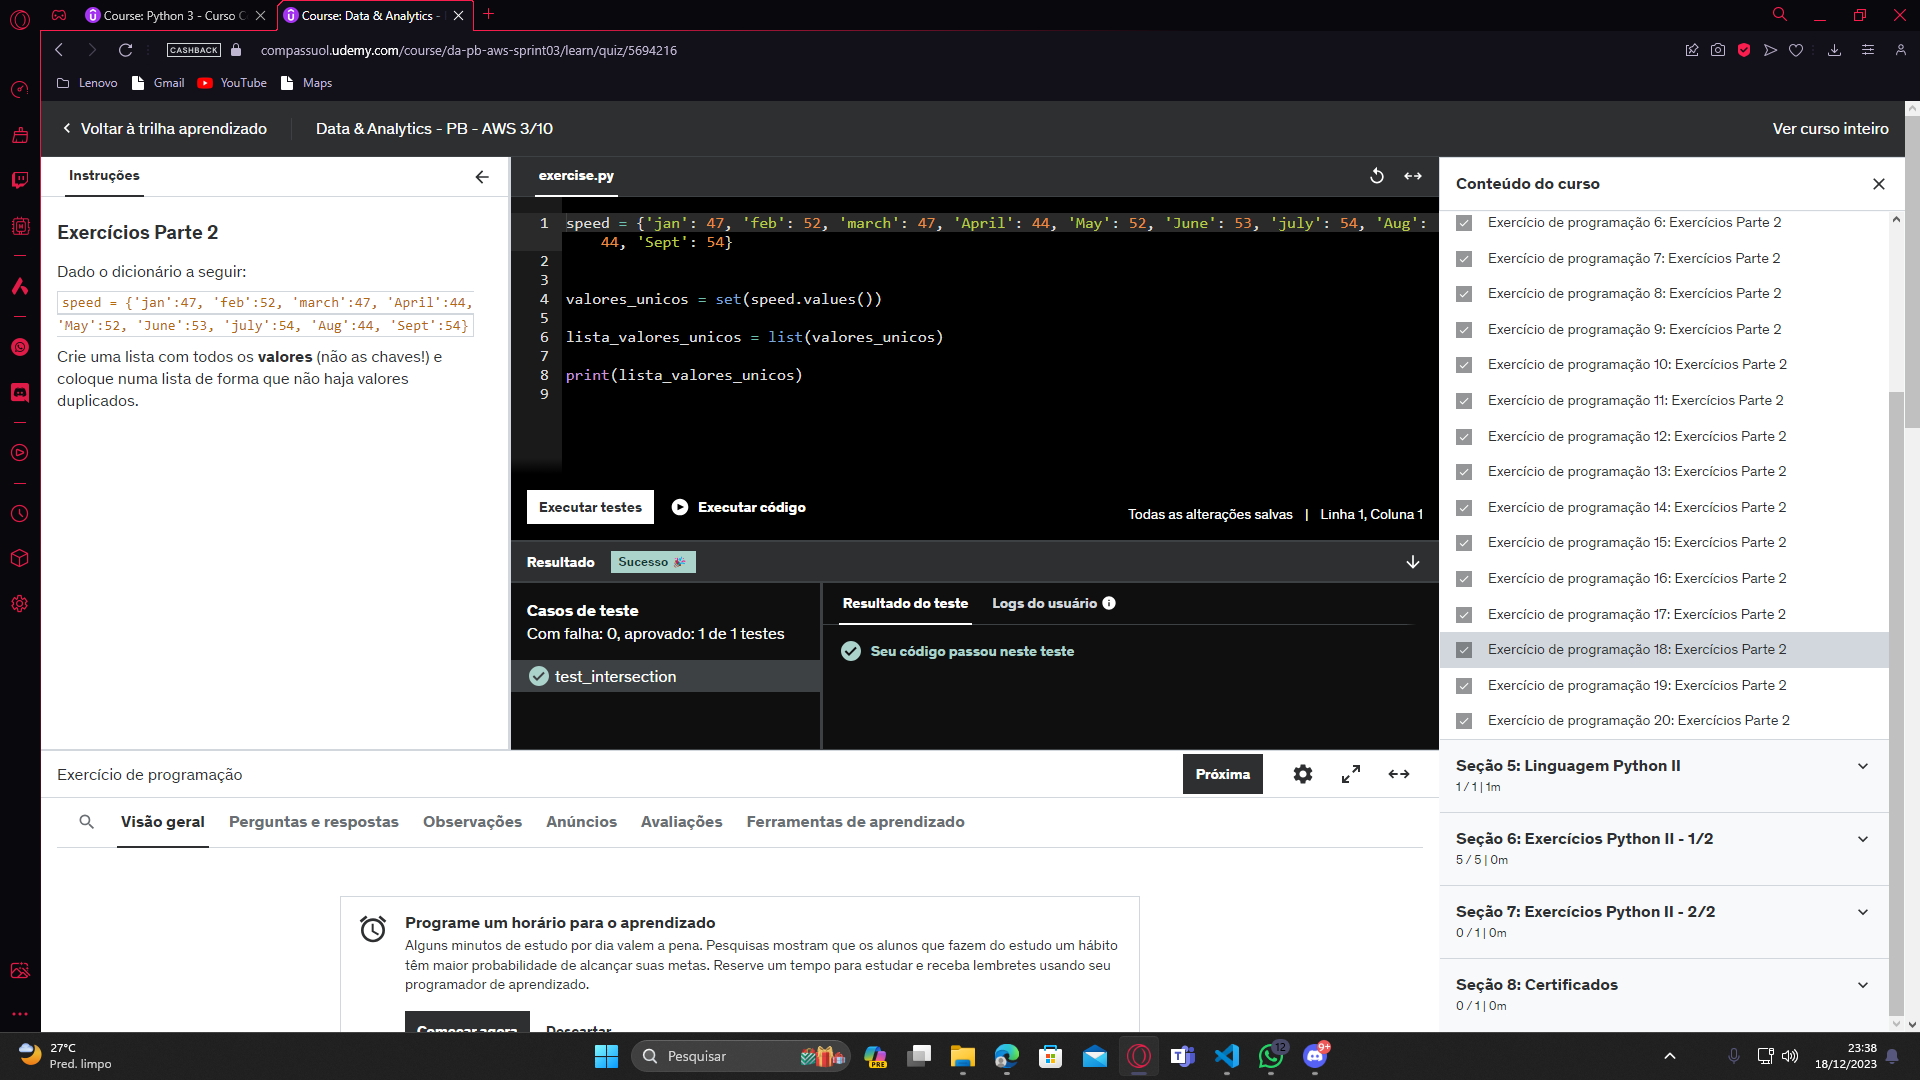 Course: Python 3 - Curso C
Course: Data & Analytics -
CASHBACK
compassuol.udemy.com/course/da-pb-aws-sprint03/learn/quiz/5694216
Lenovo
Gmail
YouTube
Maps
Voltar à trilha aprendizado
Data & Analytics - PB - AWS 3/10
Ver curso inteiro
Instruções
Exercícios Parte 2
Dado o dicionário a seguir:
speed = {'jan':47, 'feb':52, 'march':47, 'April':44,
'May':52, 'June':53, 'july':54, 'Aug':44, 'Sept':54}
Crie uma lista com todos os valores (não as chaves!) e
coloque numa lista de forma que não haja valores
duplicados.
exercise.py
1 speed = {'jan': 47, 'feb': 52, 'march': 47, 'April': 44, 'May': 52, 'June': 53, 'july': 54, 'Aug':
44, 'Sept': 54}
2
3
4 valores_unicos = set(speed.values())
5
6 lista_valores_unicos = list(valores_unicos)
7
8 print(lista_valores_unicos)
9
Executar testes
Executar código
Todas as alterações salvas | Linha 1, Coluna 1
Resultado
Sucesso
Casos de teste
Com falha: 0, aprovado: 1 de 1 testes
test_intersection
Resultado do teste
Logs do usuário
Seu código passou neste teste
Conteúdo do curso
Exercício de programação 6: Exercícios Parte 2
Exercício de programação 7: Exercícios Parte 2
Exercício de programação 8: Exercícios Parte 2
Exercício de programação 9: Exercícios Parte 2
Exercício de programação 10: Exercícios Parte 2
Exercício de programação 11: Exercícios Parte 2
Exercício de programação 12: Exercícios Parte 2
Exercício de programação 13: Exercícios Parte 2
Exercício de programação 14: Exercícios Parte 2
Exercício de programação 15: Exercícios Parte 2
Exercício de programação 16: Exercícios Parte 2
Exercício de programação 17: Exercícios Parte 2
Exercício de programação 18: Exercícios Parte 2
Exercício de programação 19: Exercícios Parte 2
Exercício de programação 20: Exercícios Parte 2
Seção 5: Linguagem Python II
1 / 1 | 1m
Seção 6: Exercícios Python II - 1/2
5 / 5 | 0m
Seção 7: Exercícios Python II - 2/2
0 / 1 | 0m
Seção 8: Certificados
0 / 1 | 0m
Exercício de programação
Próxima
Visão geral
Perguntas e respostas
Observações
Anúncios
Avaliações
Ferramentas de aprendizado
Programe um horário para o aprendizado
Alguns minutos de estudo por dia valem a pena. Pesquisas mostram que os alunos que fazem do estudo um hábito
têm maior probabilidade de alcançar suas metas. Reserve um tempo para estudar e receba lembretes usando seu
programador de aprendizado.
Começar agora
Descartar
27°C
Pred. limpo
Pesquisar
PRE
12
9+
23:38
18/12/2023